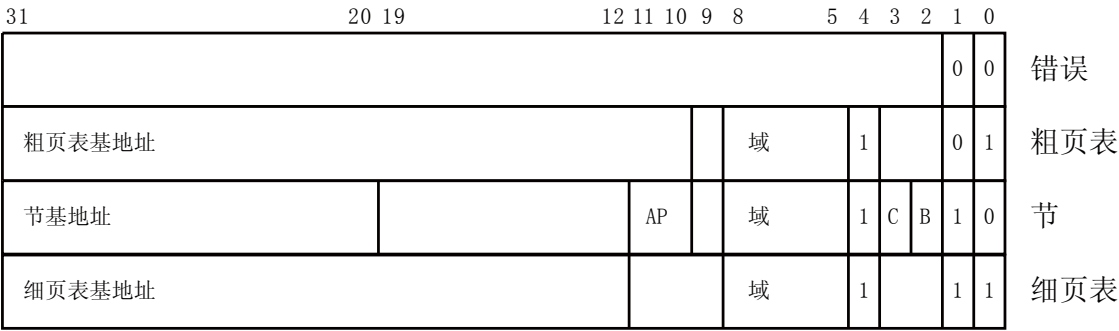 31 20 19 12 11 10 9 8 5 4 3 2 1 0
0 0 错误
粗页表基地址 域 1 0 1 粗页表
节基地址 AP 域 1 C B 1 0 节
细页表基地址 域 1 1 1 细页表